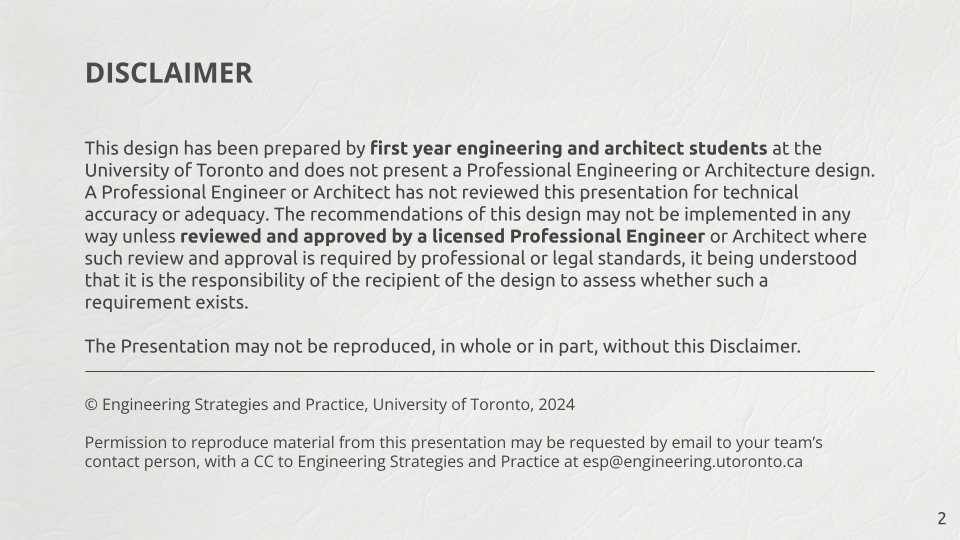 DISCLAIMER
This design has been prepared by first year engineering and architect students at the
University of Toronto and does not present a Professional Engineering or Architecture design.
A Professional Engineer or Architect has not reviewed this presentation for technical
accuracy or adequacy. The recommendations of this design may not be implemented in any
way unless reviewed and approved by a licensed Professional Engineer or Architect where
such review and approval is required by professional or legal standards, it being understood
that it is the responsibility of the recipient of the design to assess whether such a
requirement exists.
The Presentation may not be reproduced, in whole or in part, without this Disclaimer.
© Engineering Strategies and Practice, University of Toronto, 2024
Permission to reproduce material from this presentation may be requested by email to your team’s
contact person, with a CC to Engineering Strategies and Practice at esp@engineering.utoronto.ca
2